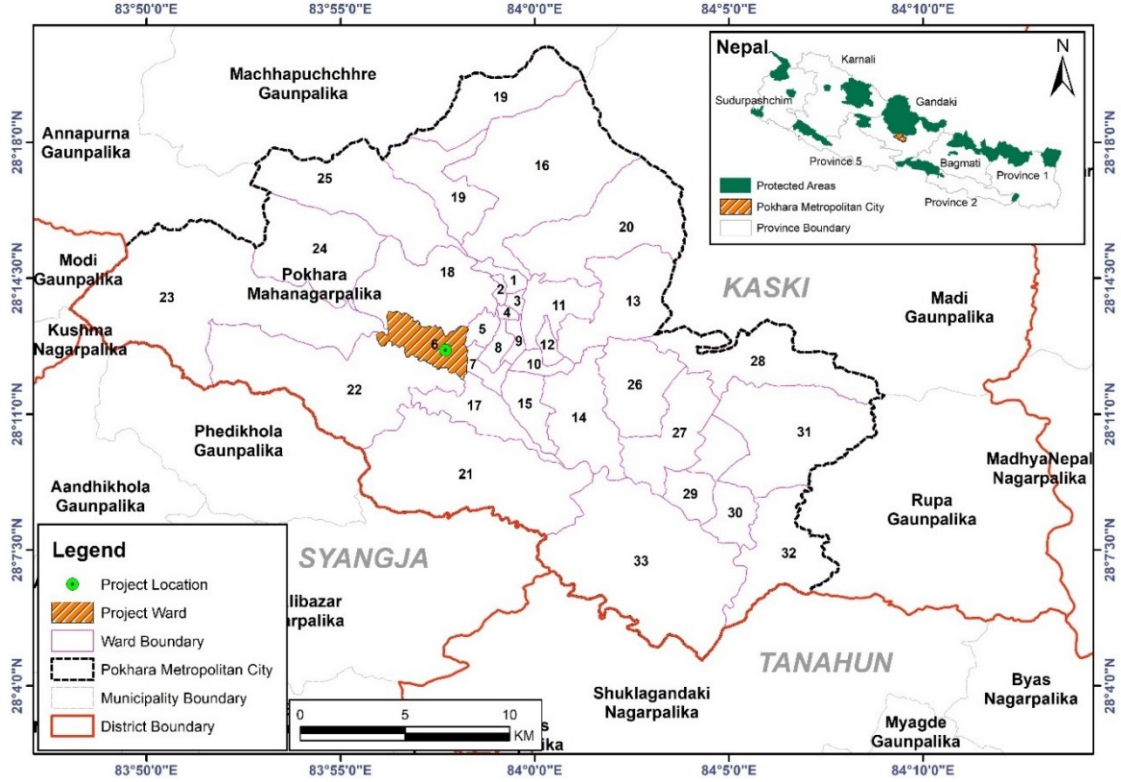 83°50'0"E
83°55'0"E
84°0'0"E
84°5'0"E
84°10'0"E
Nepal
N
Karnali
Sudurpashchim
Gandaki
Province 5
Bagmati
Province 1
Province 2
Protected Areas
Pokhara Metropolitan City
Province Boundary
28°18'0"N
28°18'0"N
28°14'30"N
28°14'30"N
28°11'0"N
28°11'0"N
28°7'30"N
28°7'30"N
28°4'0"N
28°4'0"N
Machhapuchchhre
Gaunpalika
Annapurna
Gaunpalika
19
16
25
19
20
24
Pokhara
Mahanagarpalika
18
1
2
3
4
11
13
KASKI
Modi
Gaunpalika
23
Madi
Gaunpalika
Kushma
Nagarpalika
6
5
7
8
9
12
10
28
22
17
15
14
26
27
31
Phedikhola
Gaunpalika
21
29
30
Madhya Nepal
Nagarpalika
Aandhikhola
Gaunpalika
Rupa
Gaunpalika
SYANGJA
33
32
alibazar
arpalika
TANAHUN
Shuklagandaki
Nagarpalika
Byas
Nagarpalika
Myagde
Gaunpalika
palika
Legend
Project Location
Project Ward
Ward Boundary
Pokhara Metropolitan City
Municipality Boundary
District Boundary
0 5 10
KM
83°50'0"E
83°55'0"E
84°0'0"E
84°5'0"E
84°10'0"E